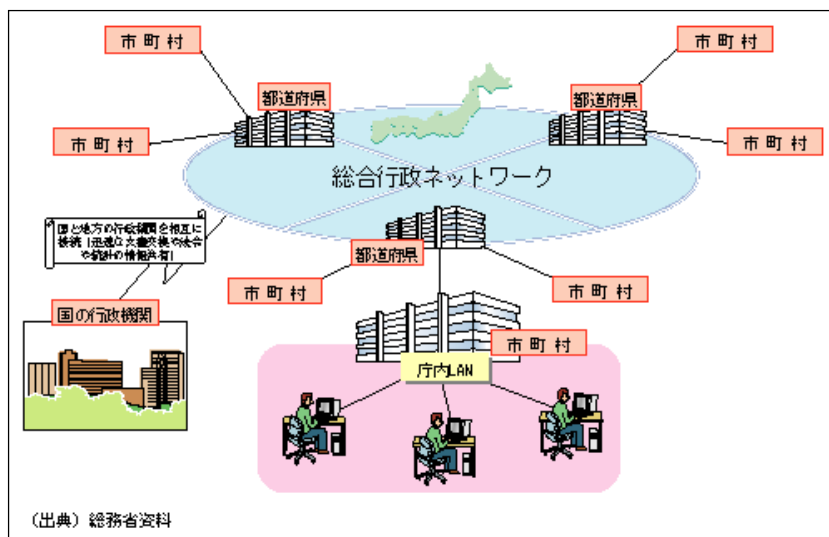 市町村
市町村
都道府県
都道府県
市町村
市町村
総合行政ネットワーク
国と地方の行政機関を相互に
接続(迅速な文書交換や法令
や統計の情報共有)
都道府県
市町村
市町村
国の行政機関
市町村
庁内LAN
(出典)総務省資料